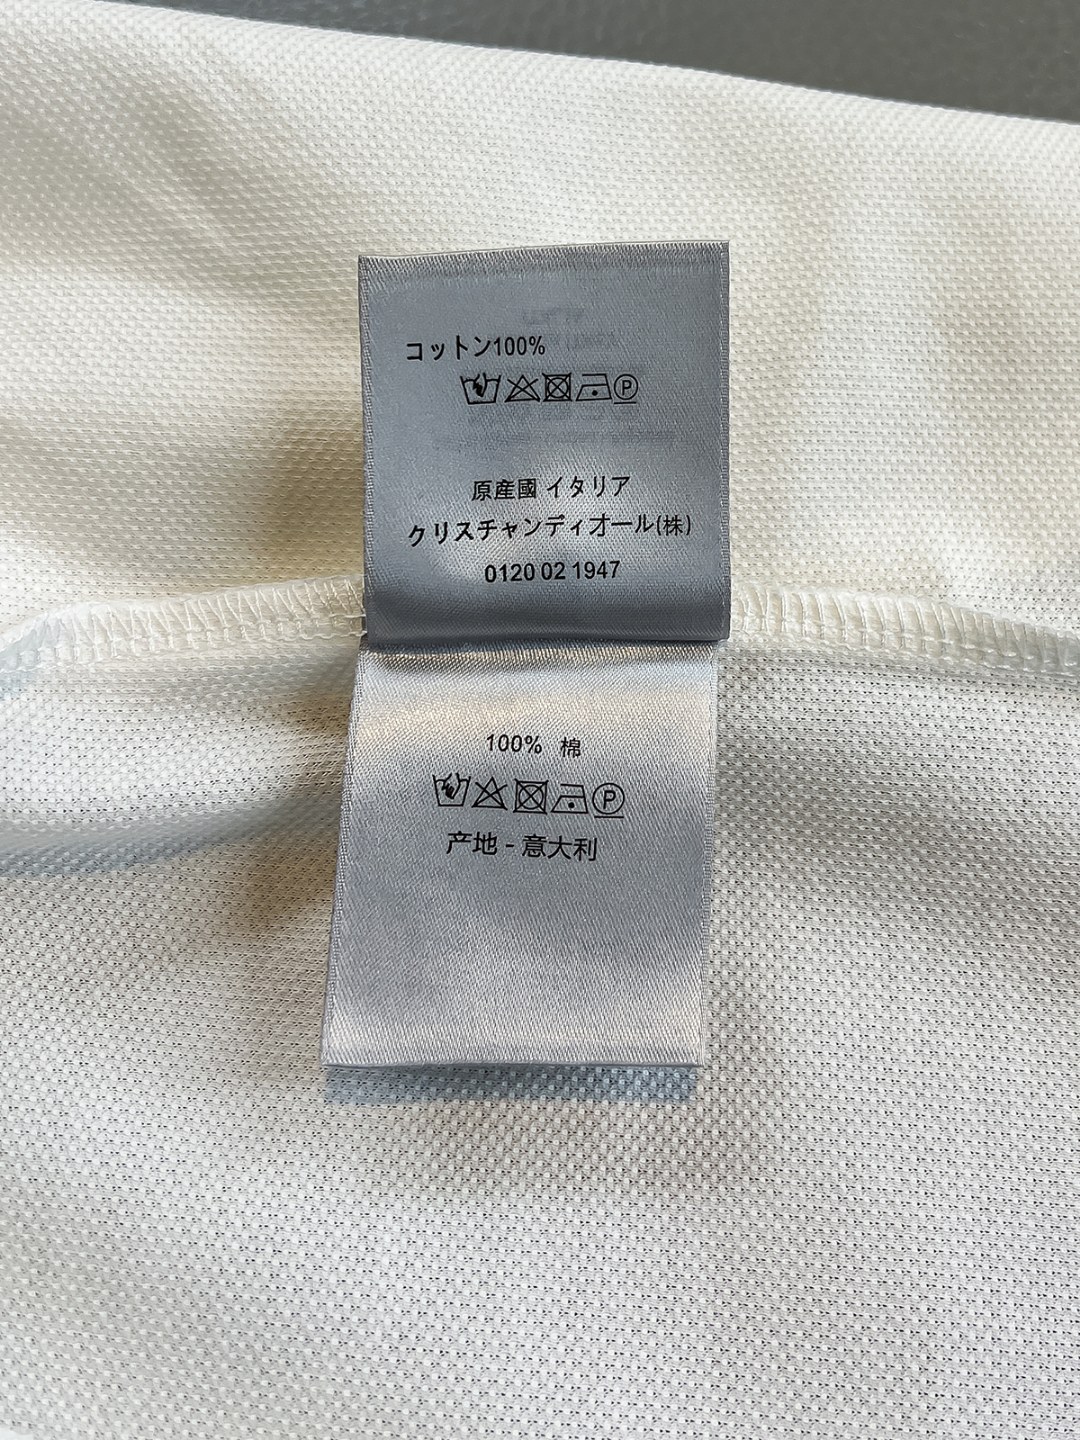 コットン100%
P
原産國 イタリア
クリスチャンディオール(株)
0120 02 1947
100% 棉
P
产地 - 意大利